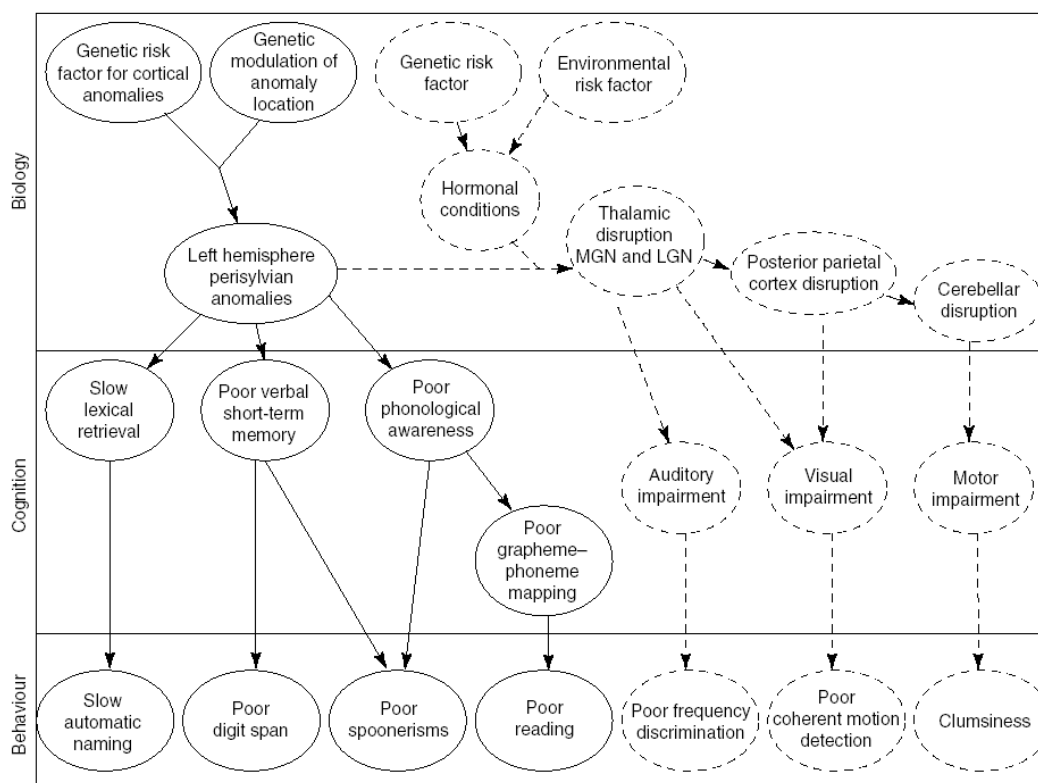 Biology
Genetic risk
factor for cortical
anomalies
Genetic
modulation of
anomaly
location
Genetic risk
factor
Environmental
risk factor
Hormonal
conditions
Left hemisphere
perisylvian
anomalies
Thalamic
disruption
MGN and LGN
Posterior parietal
cortex disruption
Cerebellar
disruption
Cognition
Slow
lexical
retrieval
Poor verbal
short-term
memory
Poor
phonological
awareness
Auditory
impairment
Visual
impairment
Motor
impairment
Poor
grapheme–
phoneme
mapping
Behaviour
Slow
automatic
naming
Poor
digit span
Poor
spoonerisms
Poor
reading
Poor frequency
discrimination
Poor
coherent motion
detection
Clumsiness